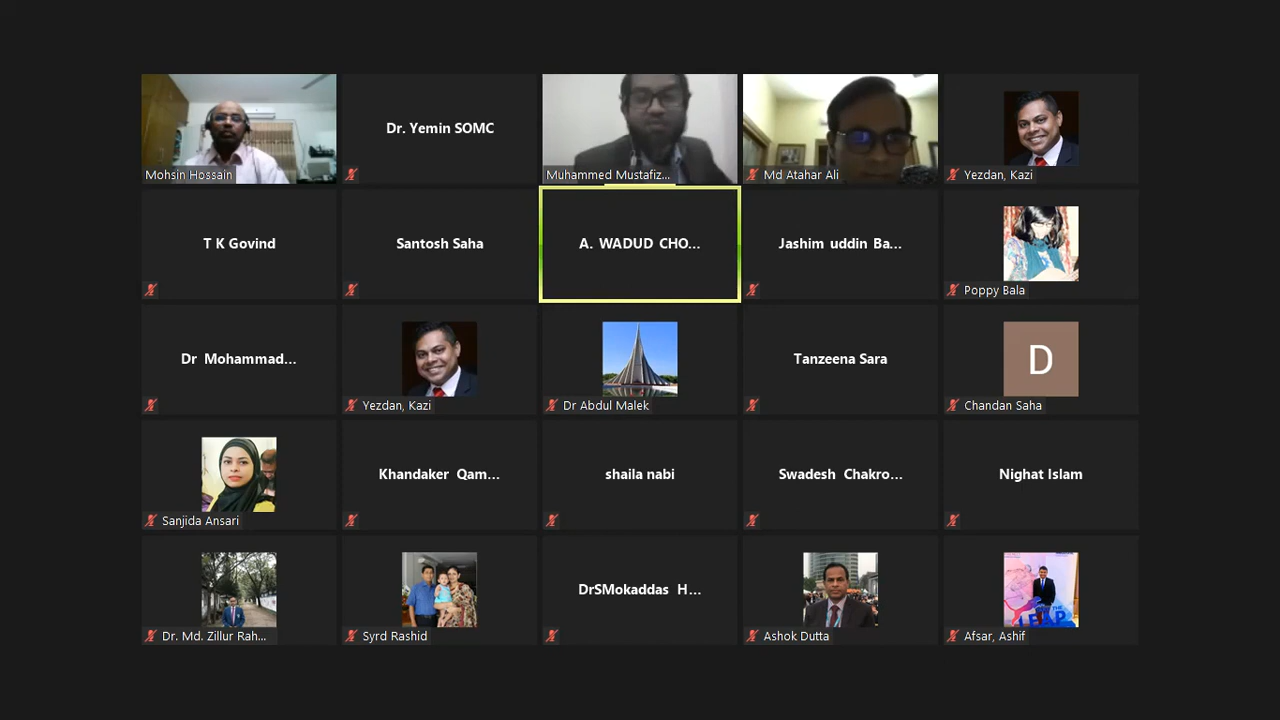 Mohsin Hossain
Dr. Yemin SOMC
Muhammed Mustafiz...
Md Atahar Ali
Yezdan, Kazi
T K Govind
Santosh Saha
A. WADUD CHO...
Jashim uddin Ba...
Poppy Bala
Dr Mohammad...
Yezdan, Kazi
Dr Abdul Malek
Tanzeena Sara
D
Chandan Saha
Sanjida Ansari
Khandaker Qam...
shaila nabi
Swadesh Chakro...
Nighat Islam
Dr. Md. Zillur Rah...
Syrd Rashid
DrSMokaddas H...
Ashok Dutta
LEAP
Afsar, Ashif